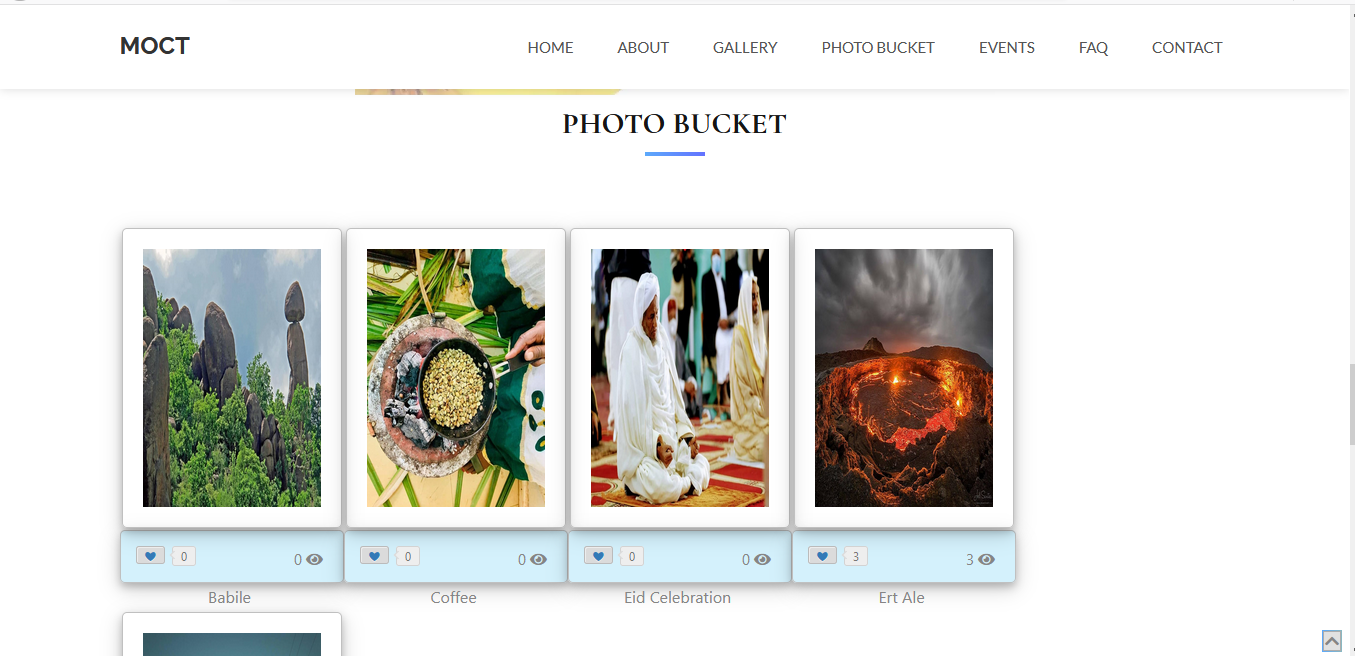 MOCT
HOME ABOUT GALLERY PHOTO BUCKET EVENTS FAQ CONTACT
PHOTO BUCKET
0 0 0 0 0 0 3 3
Babile Coffee Eid Celebration Ert Ale